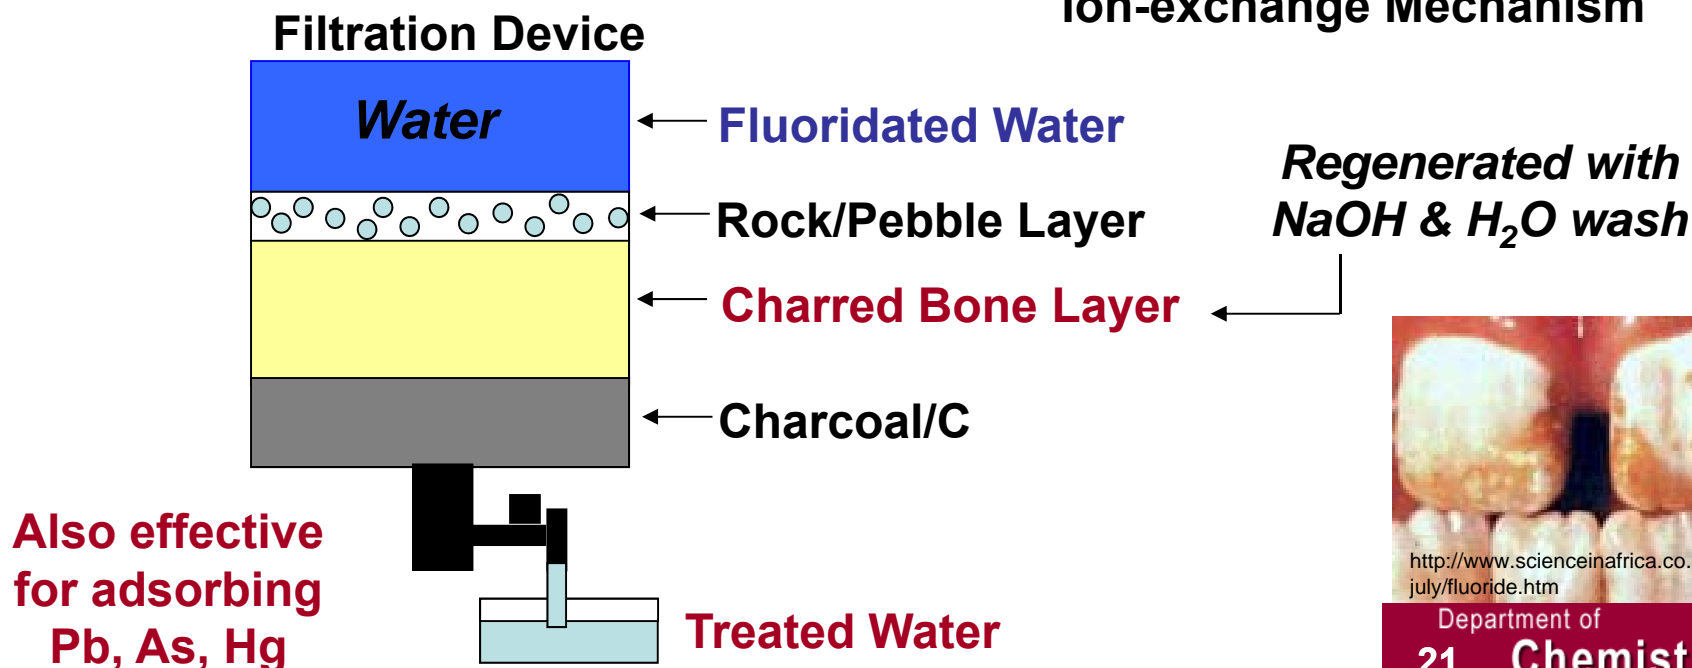 Ion-exchange Mechanism
Filtration Device
Water
Fluoridated Water
Rock/Pebble Layer
Charred Bone Layer
Charcoal/C
Regenerated with
NaOH & H₂O wash
Also effective
for adsorbing
Pb, As, Hg
Treated Water
http://www.scienceinafrica.co.
july/fluoride.htm
Department of
21 Chemist